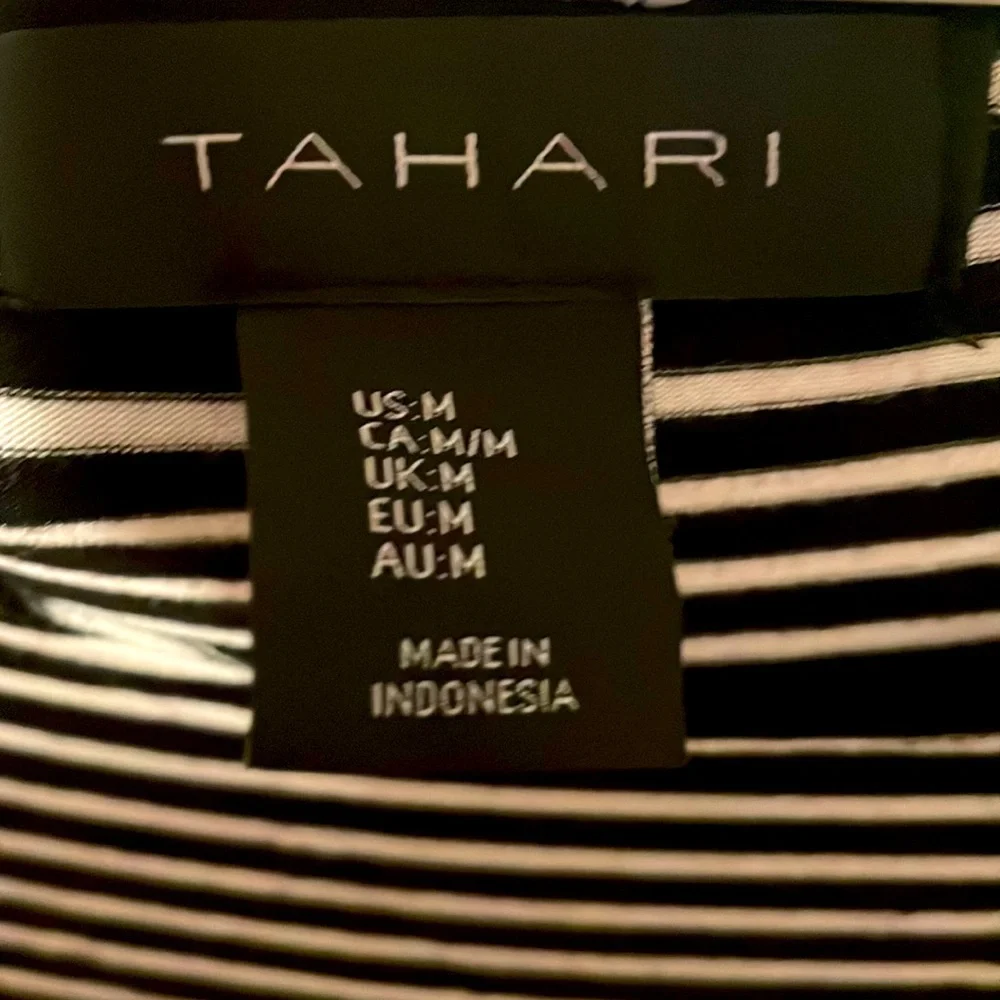 TAHARI
US:M
CA:M/M
UK:M
EU:M
AU:M
MADE IN
INDONESIA